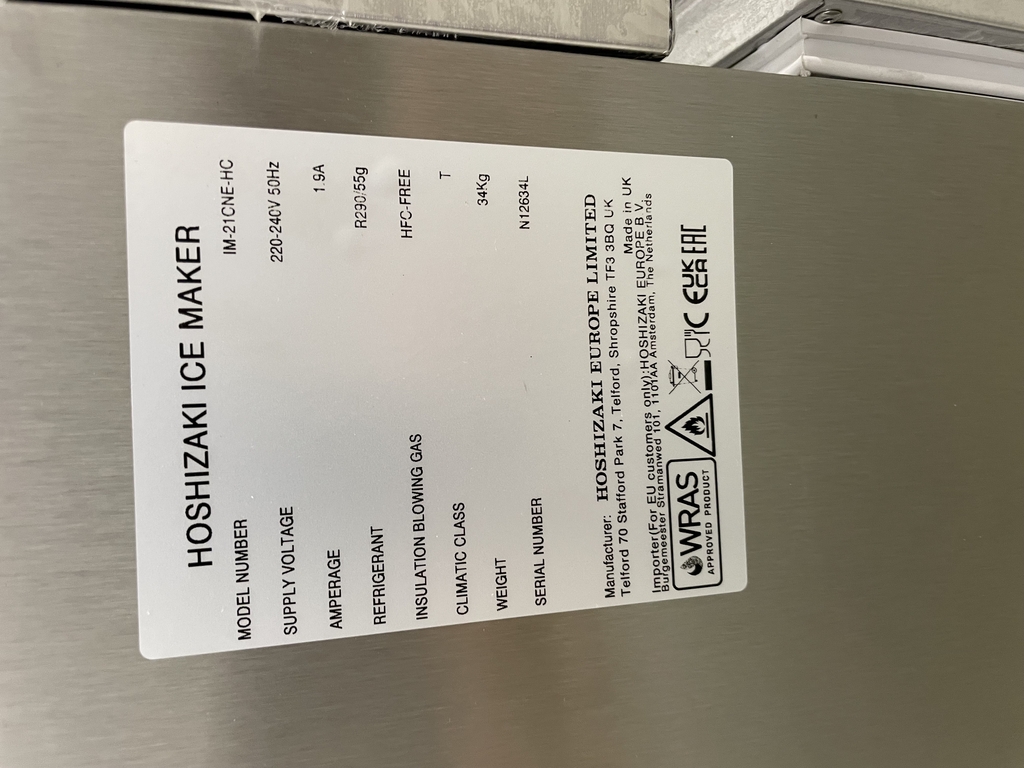 HOSHIZAKI ICE MAKER
MODEL NUMBER IM-21CNE-HC
SUPPLY VOLTAGE 220-240V 50Hz
AMPERAGE 1.9A
REFRIGERANT R290/55g
INSULATION BLOWING GAS HFC-FREE
CLIMATIC CLASS T
WEIGHT 34Kg
SERIAL NUMBER N12634L
Manufacturer: HOSHIZAKI EUROPE LIMITED
Telford 70 Stafford Park 7, Telford, Shropshire TF3 3BQ UK
Made in UK
Importer(For EU customers only):HOSHIZAKI EUROPE B.V.
Burgemeester Stramanweg 101, 1101AA Amsterdam, The Netherlands
WRAS
APPROVED PRODUCT
UK
CA
EAC